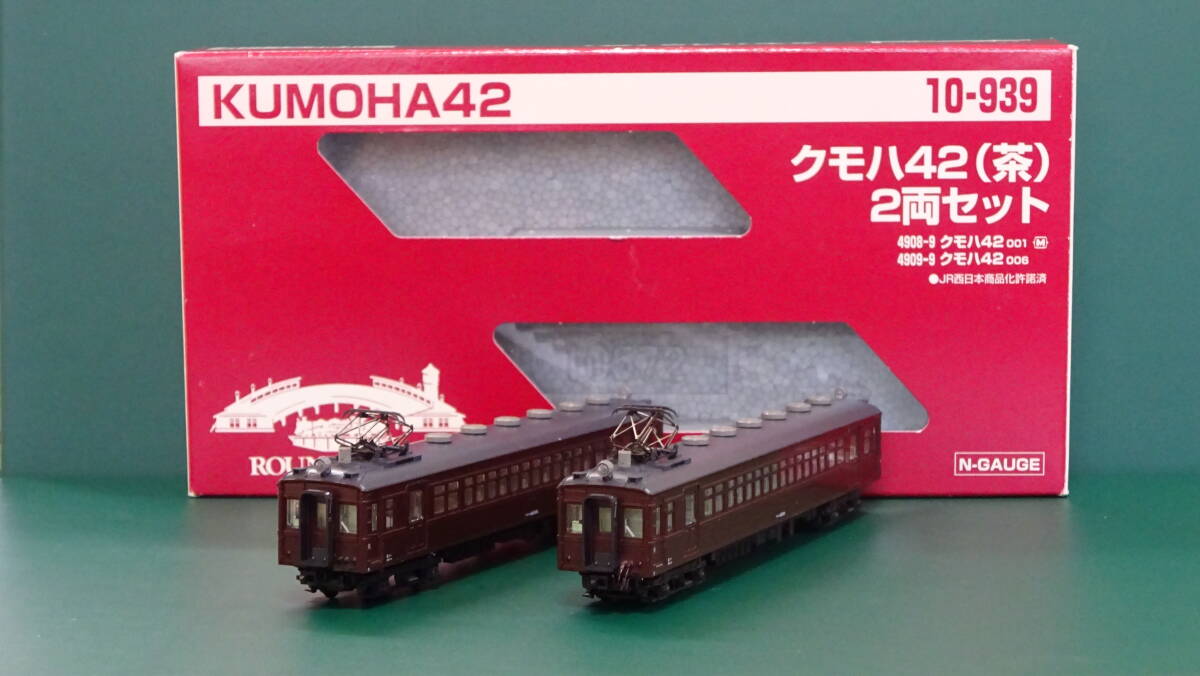 KUMOHA42
10-939
クモハ42(茶)
2両セット
4908-9 クモハ42 001 M
4909-9 クモハ42 006
●JR西日本商品化許諾済
N-GAUGE